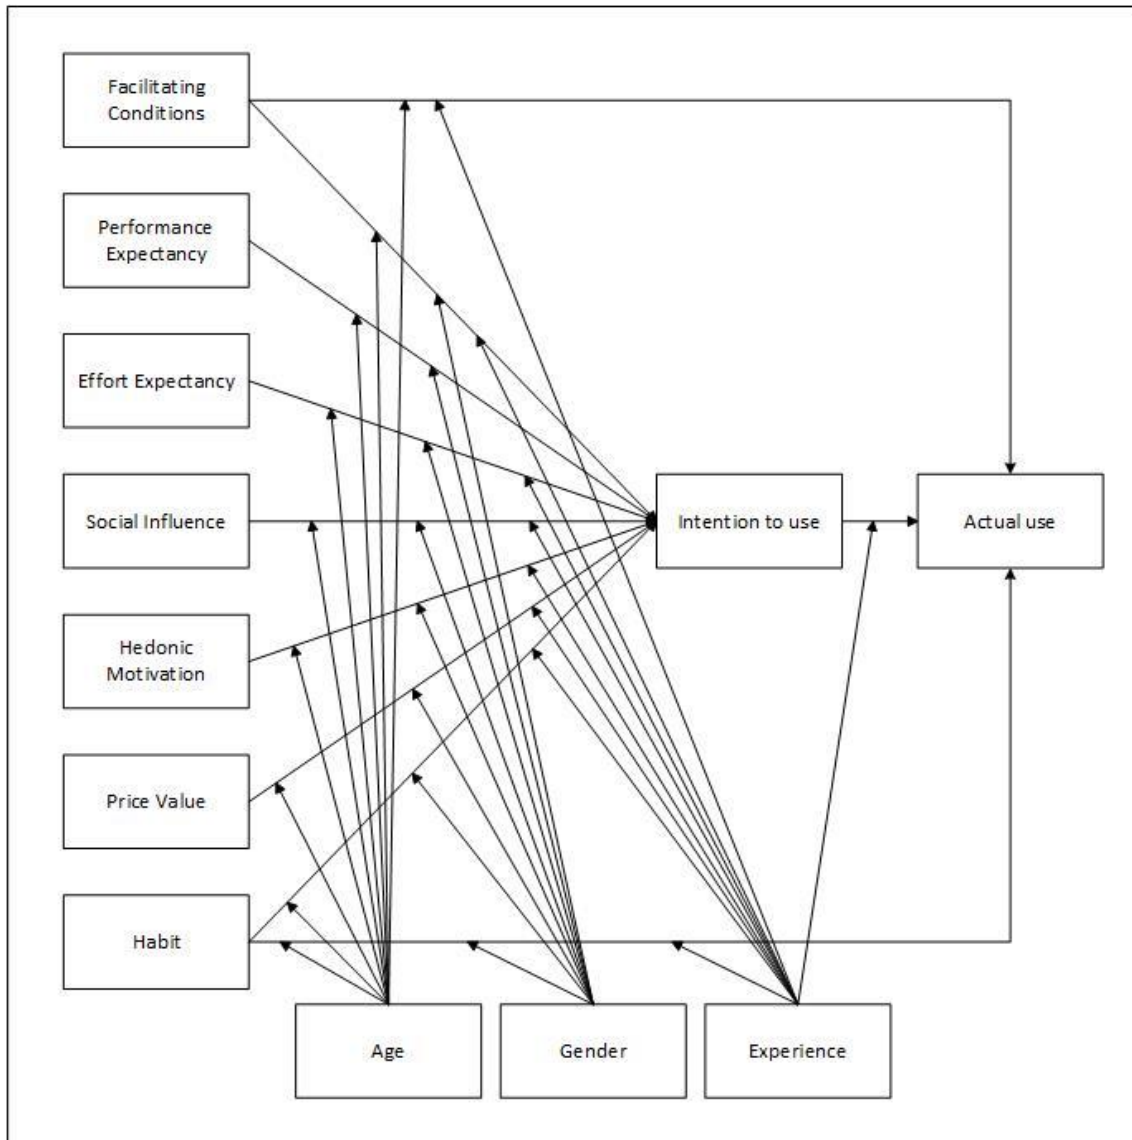 Facilitating
Conditions
Performance
Expectancy
Effort Expectancy
Social Influence
Intention to use
Actual use
Hedonic
Motivation
Price Value
Habit
Age
Gender
Experience